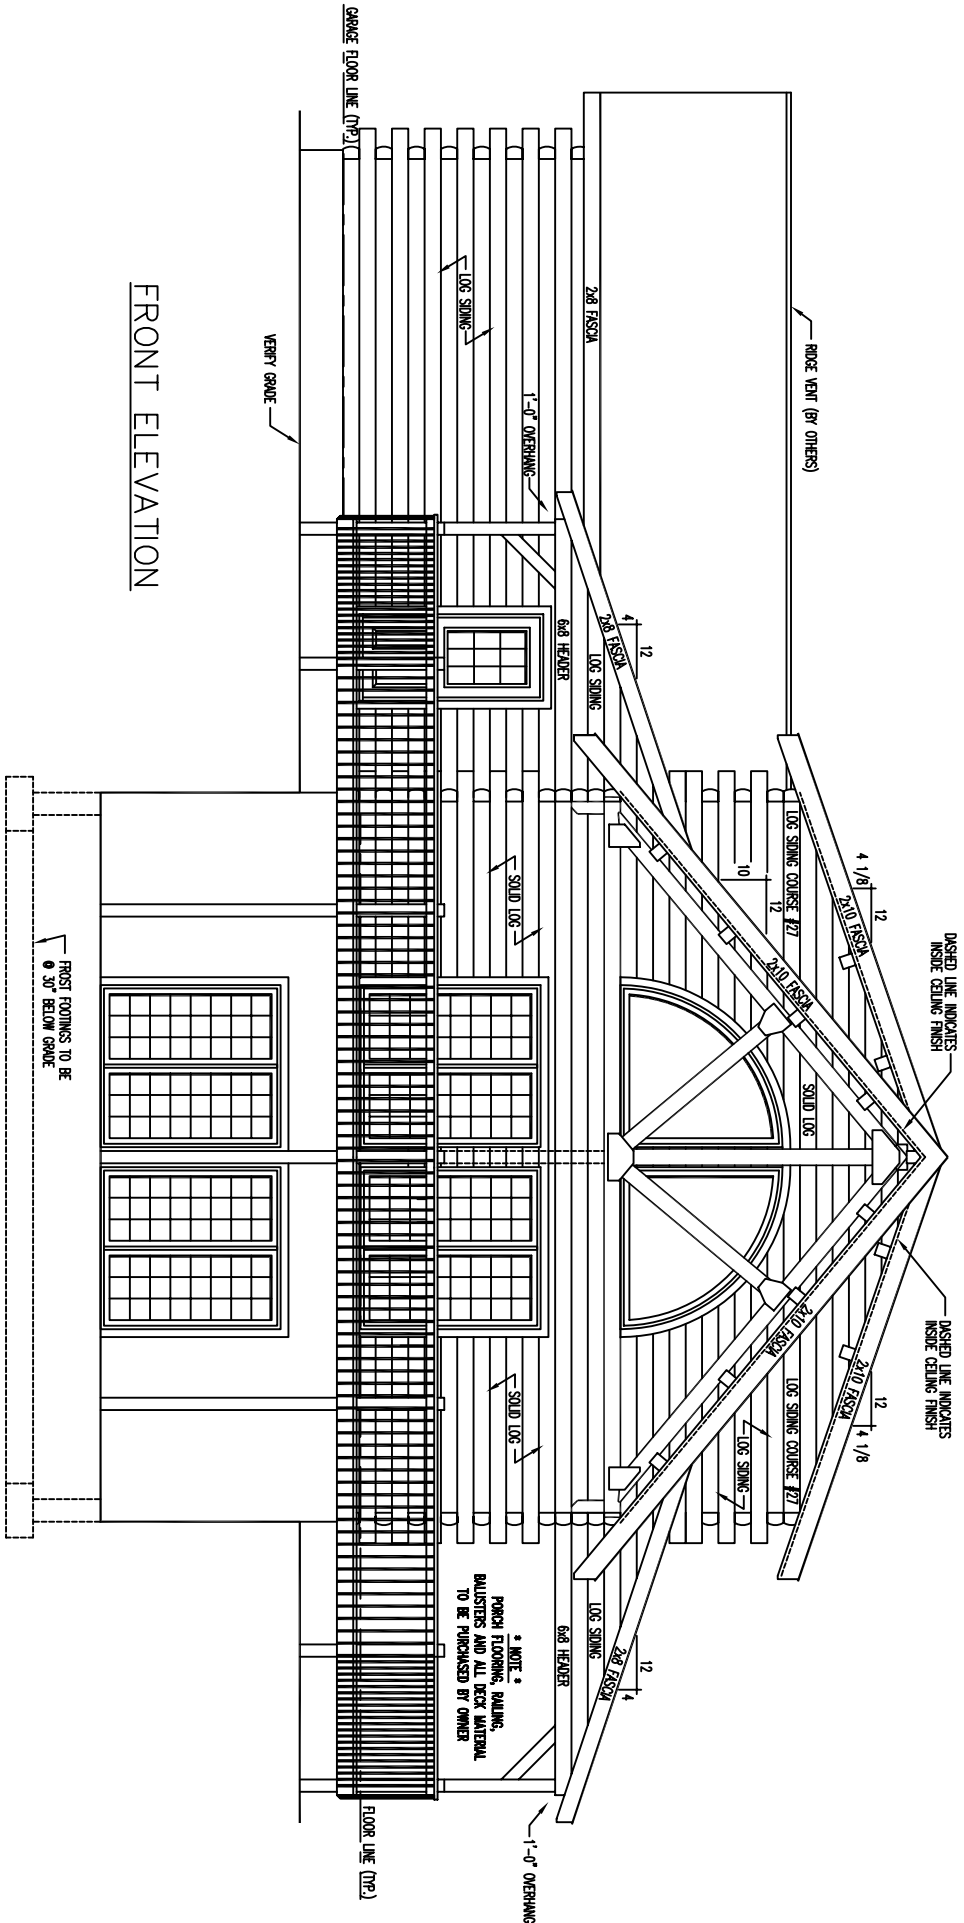 DASHED LINE INDICATES
INSIDE CEILING FINISH
DASHED LINE INDICATES
INSIDE CEILING FINISH
RIDGE VENT (BY OTHERS)
4 1/8
12
2x10 FASCIA
12
4 1/8
2x10 FASCIA
LOG SIDING COURSE #27
LOG SIDING COURSE #27
SOLID LOG
10
12
2x10 FASCIA
2x10 FASCIA
LOG SIDING
4
12
2x8 FASCIA
12
4
2x8 FASCIA
2x8 FASCIA
LOG SIDING
LOG SIDING
6x8 HEADER
6x8 HEADER
1'-0" OVERHANG
1'-0" OVERHANG
LOG SIDING
SOLID LOG
SOLID LOG
* NOTE *
PORCH FLOORING, RAILING,
BALUSTERS AND ALL DECK MATERIAL
TO BE PURCHASED BY OWNER
GARAGE FLOOR LINE (TYP.)
FLOOR LINE (TYP.)
VERIFY GRADE
FRONT ELEVATION
FROST FOOTINGS TO BE
@ 30" BELOW GRADE